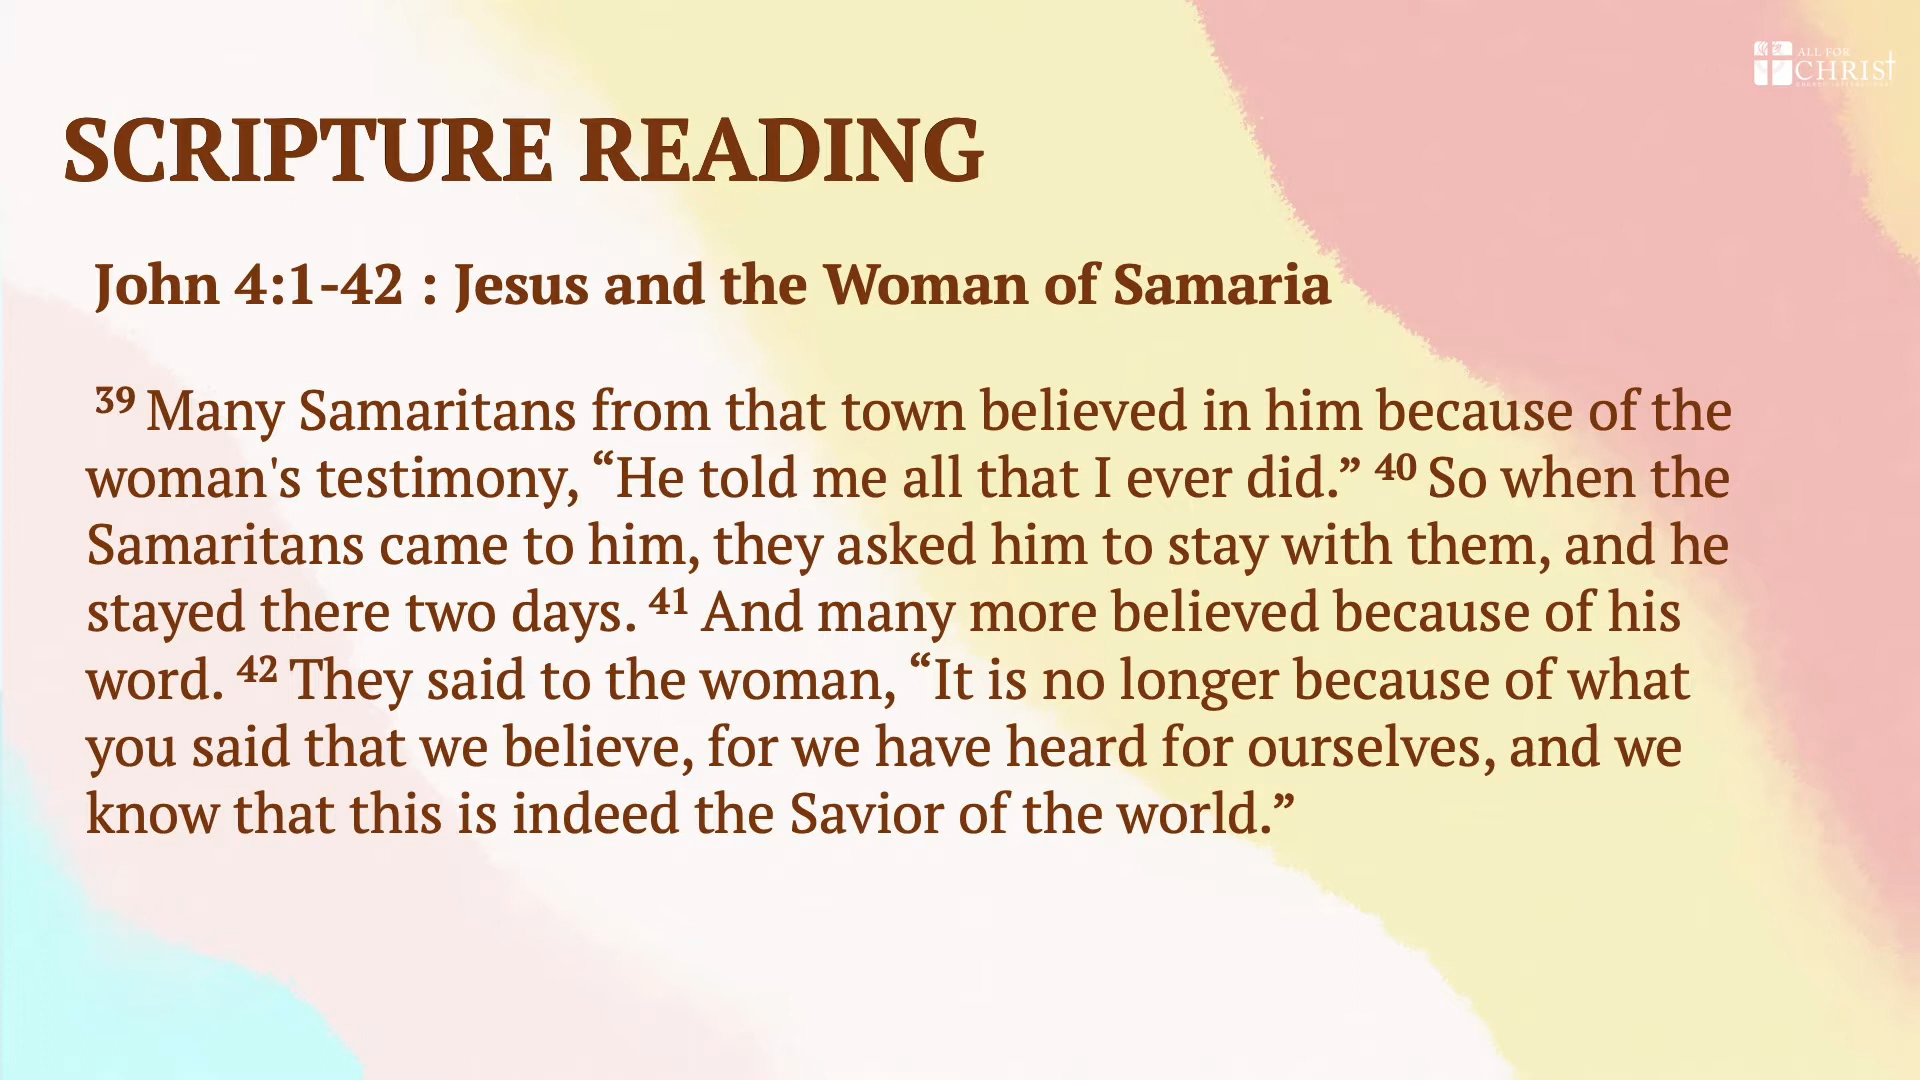 ALL FOR
CHRIST
SCRIPTURE READING
John 4:1-42 : Jesus and the Woman of Samaria
39 Many Samaritans from that town believed in him because of the
woman's testimony, “He told me all that I ever did.” 40 So when the
Samaritans came to him, they asked him to stay with them, and he
stayed there two days. 41 And many more believed because of his
word. 42 They said to the woman, “It is no longer because of what
you said that we believe, for we have heard for ourselves, and we
know that this is indeed the Savior of the world.”